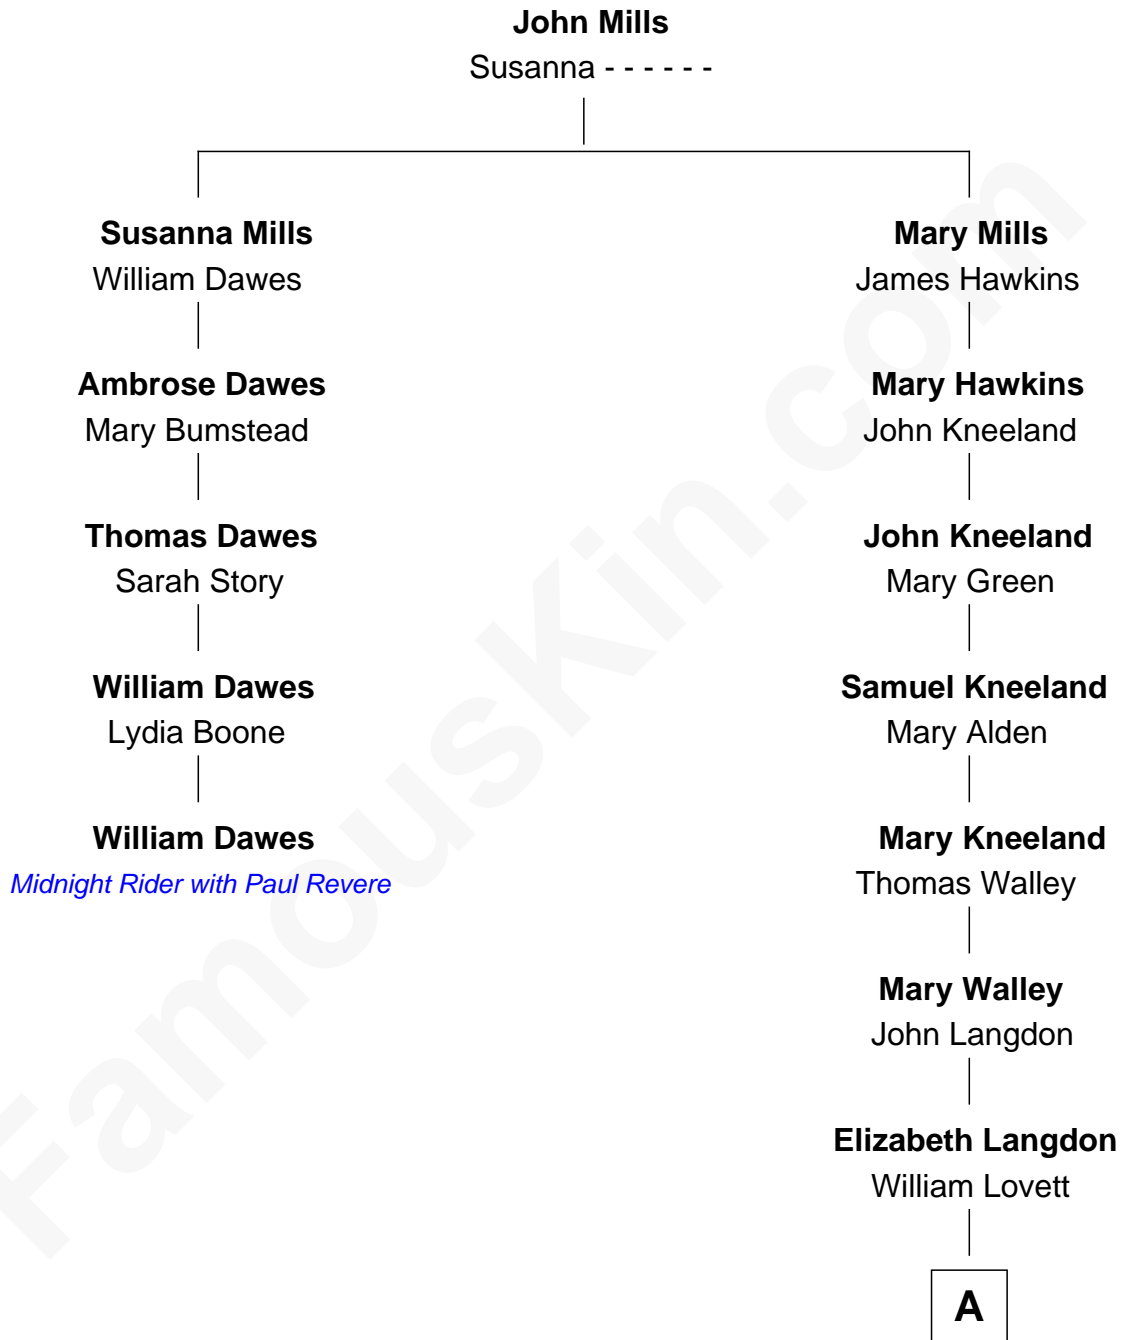 John Mills
Susanna - - - - - -
Susanna Mills
William Dawes
Ambrose Dawes
Mary Bumstead
Thomas Dawes
Sarah Story
William Dawes
Lydia Boone
William Dawes
Midnight Rider with Paul Revere
Mary Mills
James Hawkins
Mary Hawkins
John Kneeland
John Kneeland
Mary Green
Samuel Kneeland
Mary Alden
Mary Kneeland
Thomas Walley
Mary Walley
John Langdon
Elizabeth Langdon
William Lovett
A
FamousKin.com